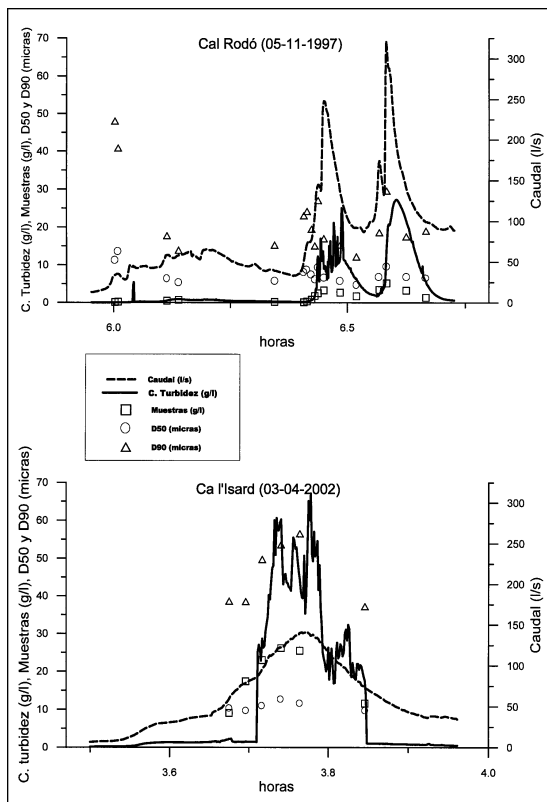 Cal Rodó (05-11-1997)
C. Turbidez (g/l), Muestras (g/l), D50 y D90 (micras)
70
60
50
40
30
20
10
0
Caudal (l/s)
300
250
200
150
100
50
0
6.0
6.5
horas
Caudal (l/s)
C. Turbidez (g/l)
Muestras (g/l)
D50 (micras)
D90 (micras)
Ca l'Isard (03-04-2002)
C. turbidez (g/l), Muestras (g/l), D50 y D90 (micras)
70
60
50
40
30
20
10
0
Caudal (l/s)
300
250
200
150
100
50
0
3.6
3.8
4.0
horas